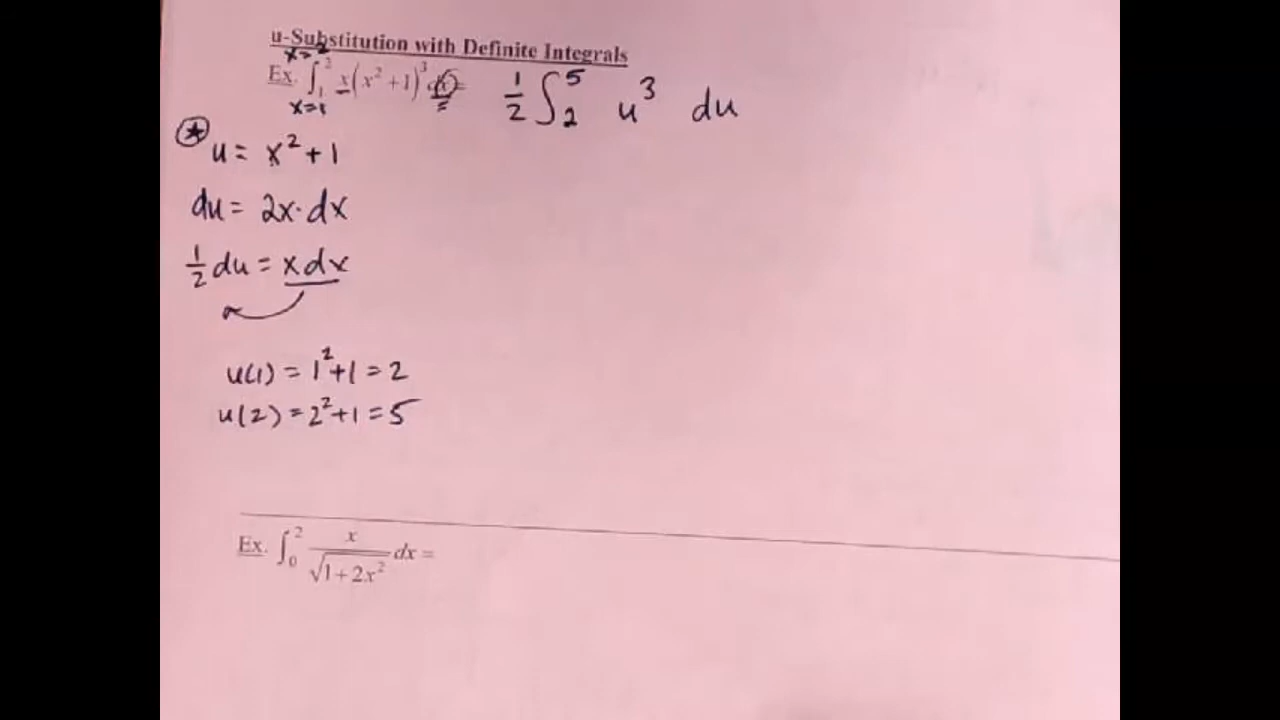 u-Substitution with Definite Integrals
x=2
Ex. ∫₁² x(x² + 1)³ dx = ½ ∫₂⁵ u³ du
x=1
★ u = x² + 1
du = 2x · dx
½ du = x dx
u(1) = 1² + 1 = 2
u(2) = 2² + 1 = 5
Ex. ∫₀² x/√(1 + 2x²) dx =